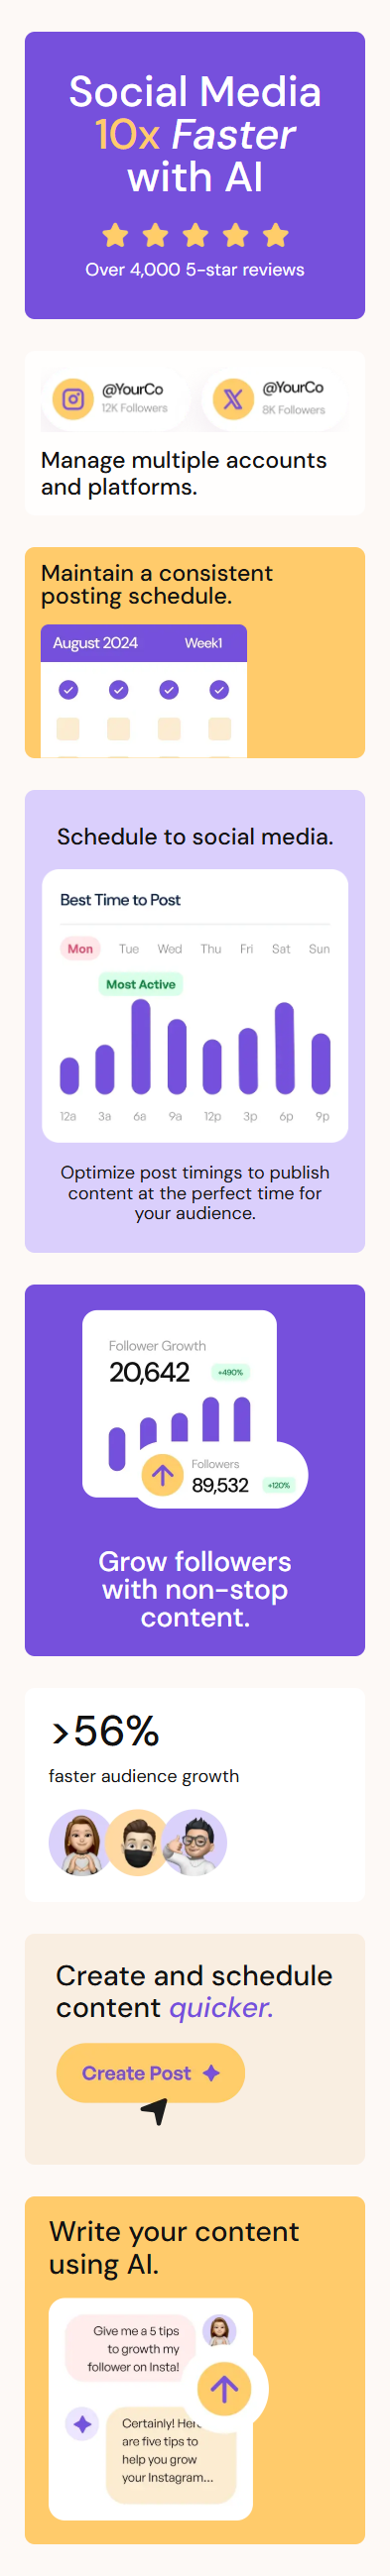 Social Media
10x Faster
with AI
Over 4,000 5-star reviews
@YourCo
12K Followers
@YourCo
8K Followers
Manage multiple accounts
and platforms.
Maintain a consistent
posting schedule.
August 2024 Week1
Schedule to social media.
Best Time to Post
Mon Tue Wed Thu Fri Sat Sun
Most Active
12a 3a 6a 9a 12p 3p 6p 9p
Optimize post timings to publish
content at the perfect time for
your audience.
Follower Growth
20,642 +490%
Followers
89,532 +120%
Grow followers
with non-stop
content.
>56%
faster audience growth
Create and schedule
content quicker.
Create Post
Write your content
using AI.
Give me a 5 tips
to growth my
follower on Insta!
Certainly!
are five tips to
help you grow
your Instagram...